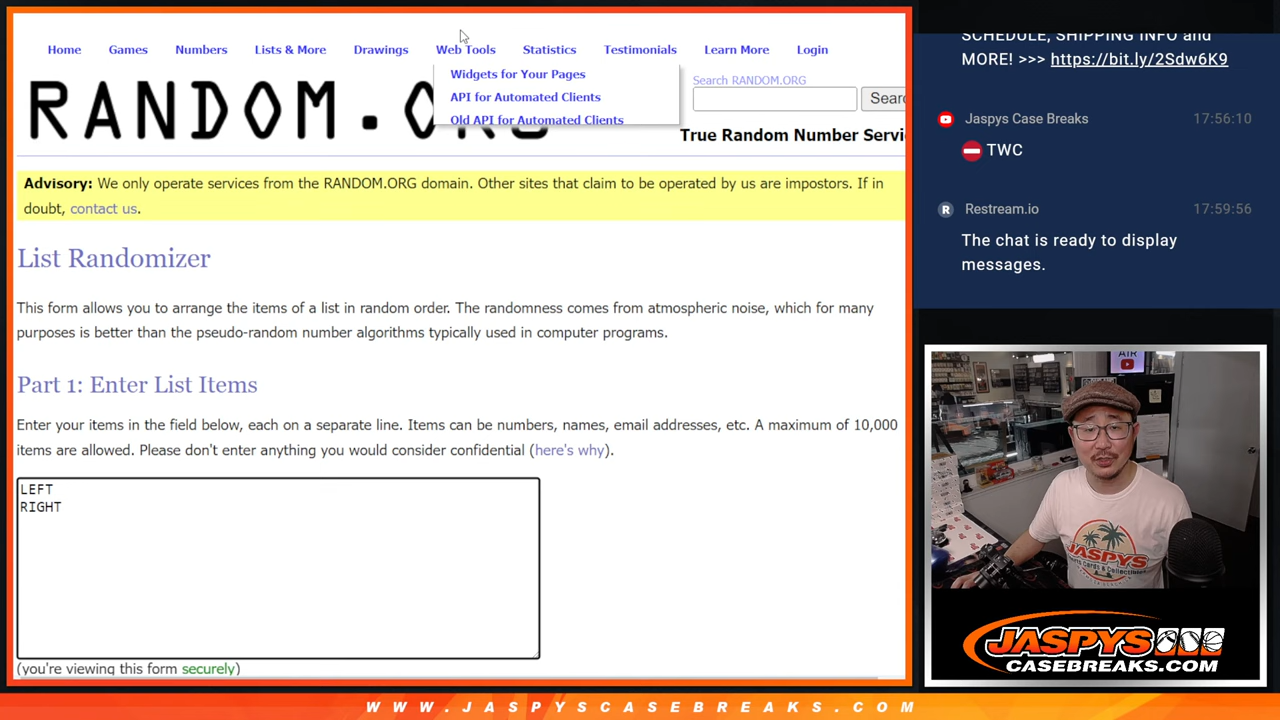 Home Games Numbers Lists & More Drawings Web Tools Statistics Testimonials Learn More Login
Widgets for Your Pages
API for Automated Clients
Old API for Automated Clients
Search RANDOM.ORG
RANDOM.ORG
True Random Number Servi
Advisory: We only operate services from the RANDOM.ORG domain. Other sites that claim to be operated by us are impostors. If in
doubt, contact us.
List Randomizer
This form allows you to arrange the items of a list in random order. The randomness comes from atmospheric noise, which for many
purposes is better than the pseudo-random number algorithms typically used in computer programs.
Part 1: Enter List Items
Enter your items in the field below, each on a separate line. Items can be numbers, names, email addresses, etc. A maximum of 10,000
items are allowed. Please don't enter anything you would consider confidential (here's why).
LEFT
RIGHT
(you're viewing this form securely)
SCHEDULE, SHIPPING INFO and
MORE! >>> https://bit.ly/2Sdw6K9
Jaspys Case Breaks 17:56:10
TWC
Restream.io 17:59:56
The chat is ready to display
messages.
AIR
JASPYS
JASPYS
CASEBREAKS.COM
WWW.JASPYSCASEBREAKS.COM